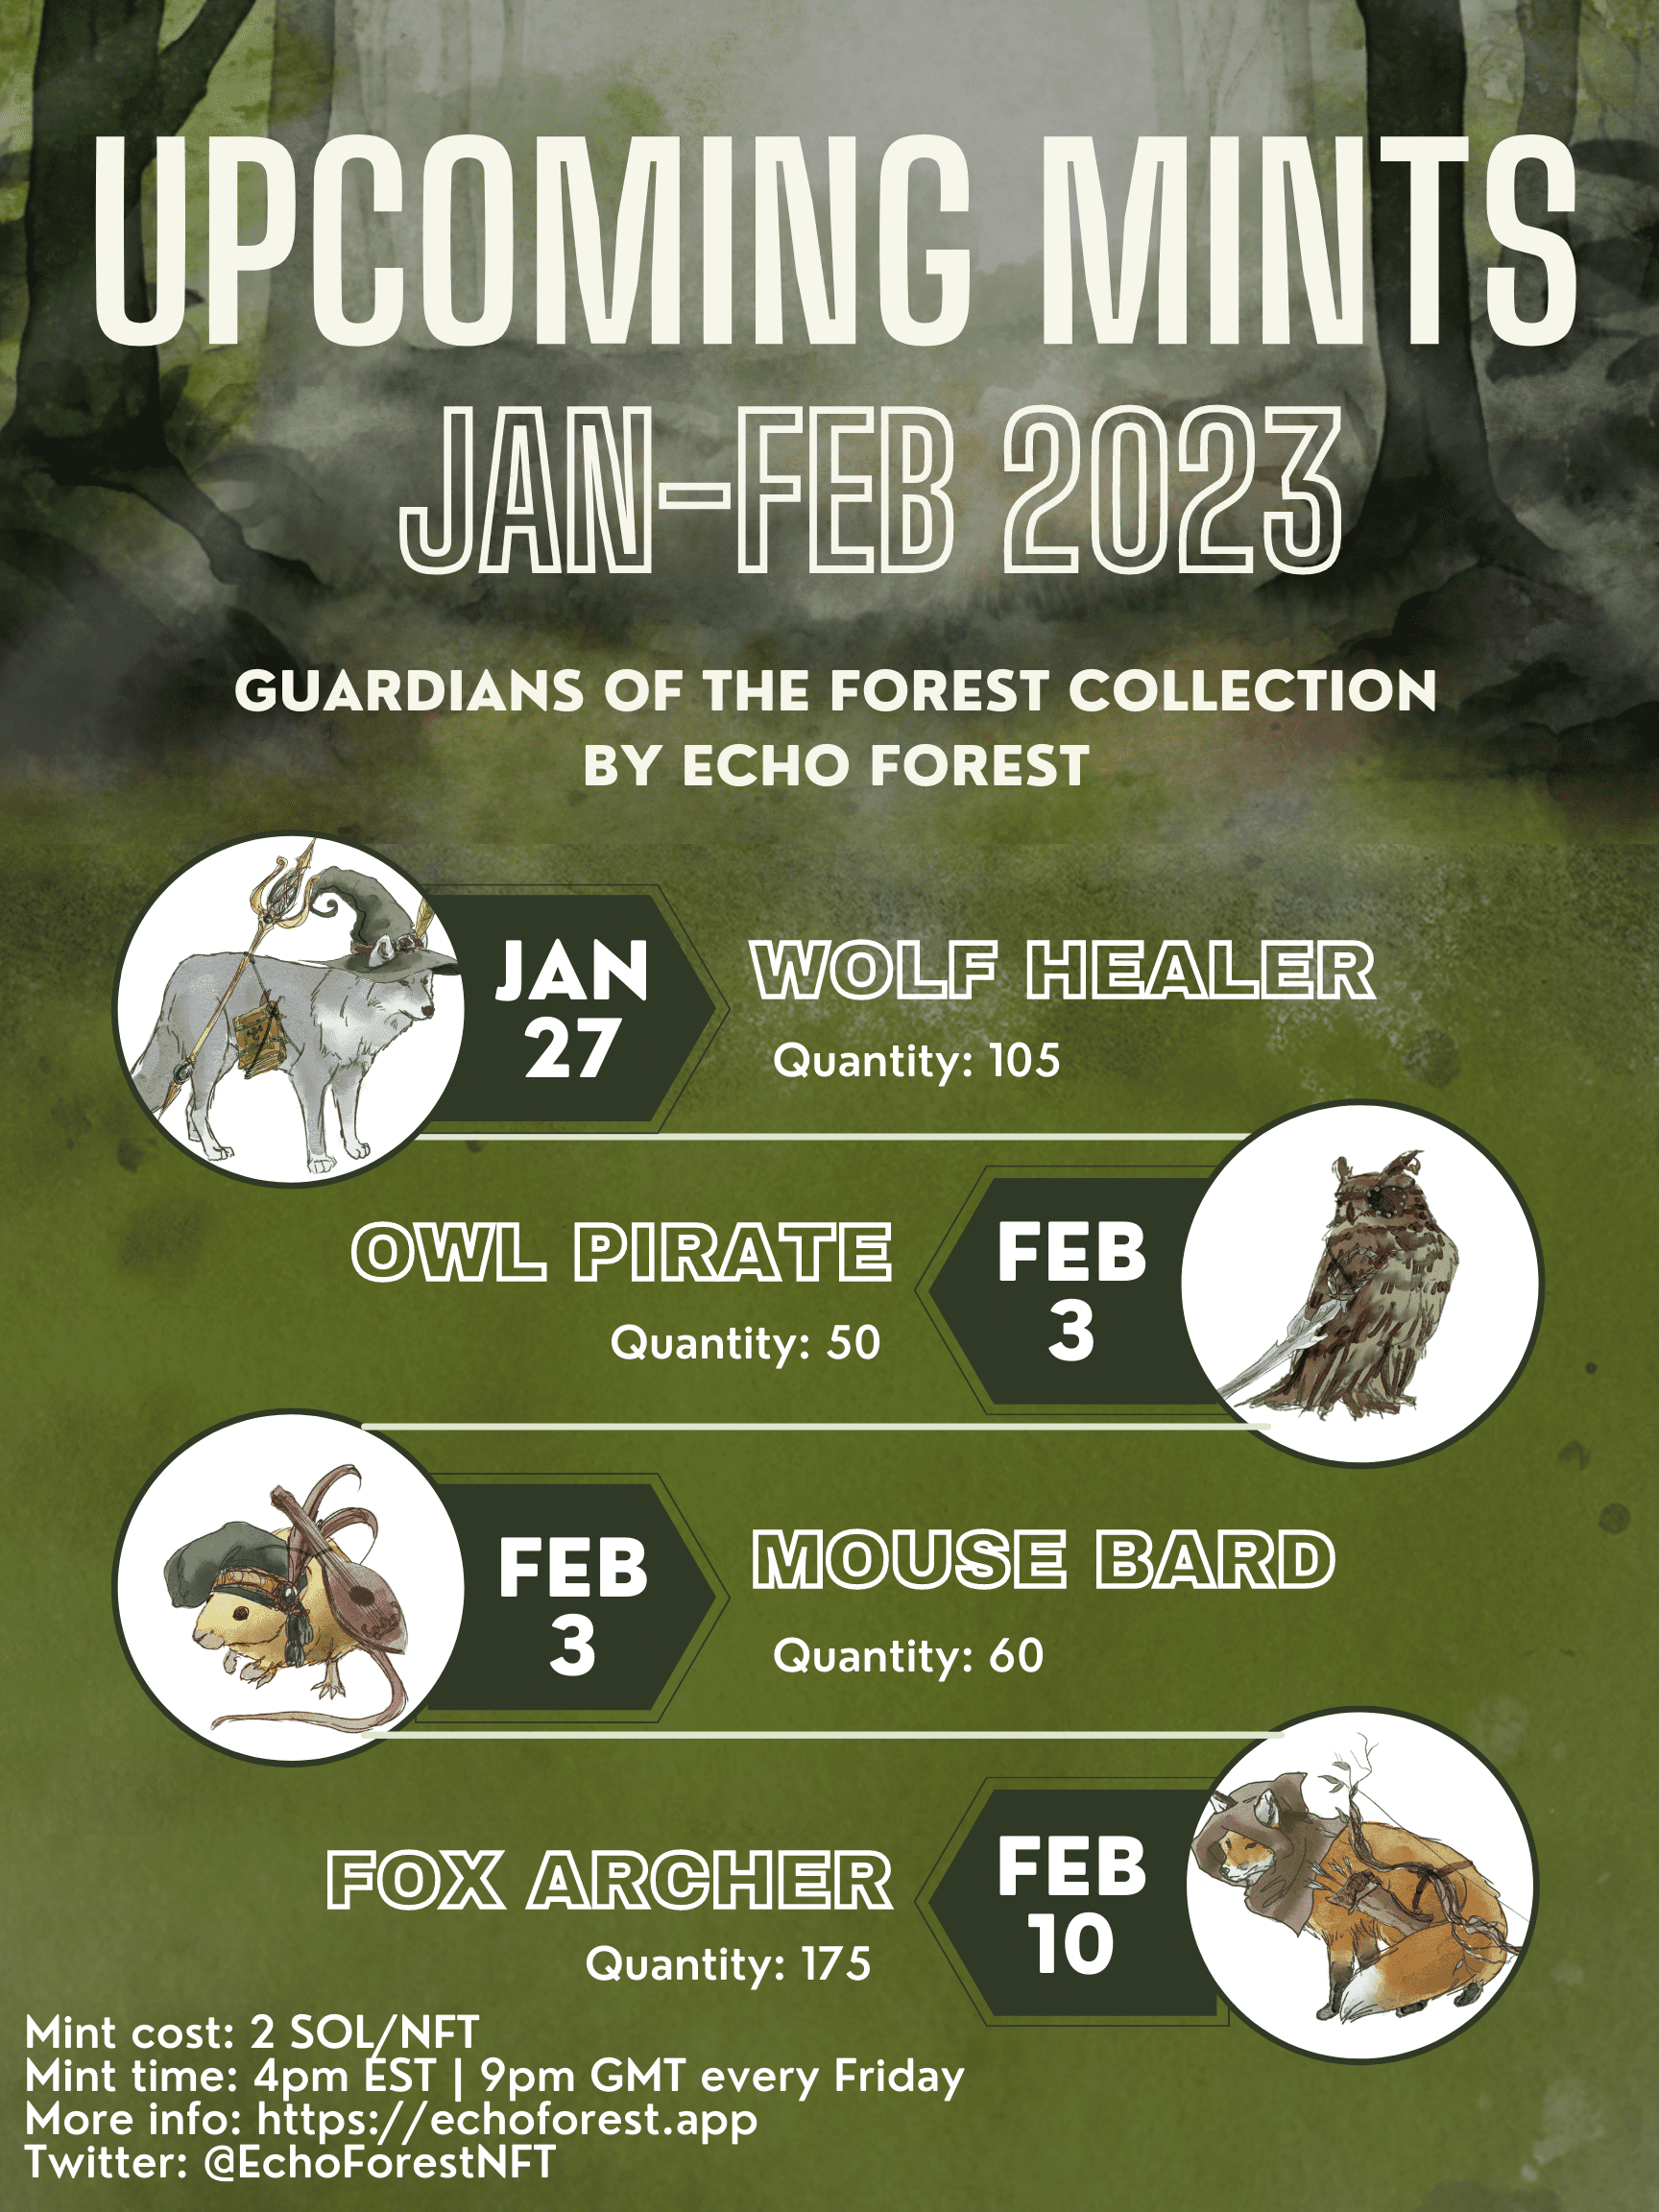 UPCOMING MINTS
JAN-FEB 2023
GUARDIANS OF THE FOREST COLLECTION
BY ECHO FOREST
JAN
27
WOLF HEALER
Quantity: 105
OWL PIRATE
Quantity: 50
FEB
3
FEB
3
MOUSE BARD
Quantity: 60
FOX ARCHER
Quantity: 175
FEB
10
Mint cost: 2 SOL/NFT
Mint time: 4pm EST | 9pm GMT every Friday
More info: https://echoforest.app
Twitter: @EchoForestNFT